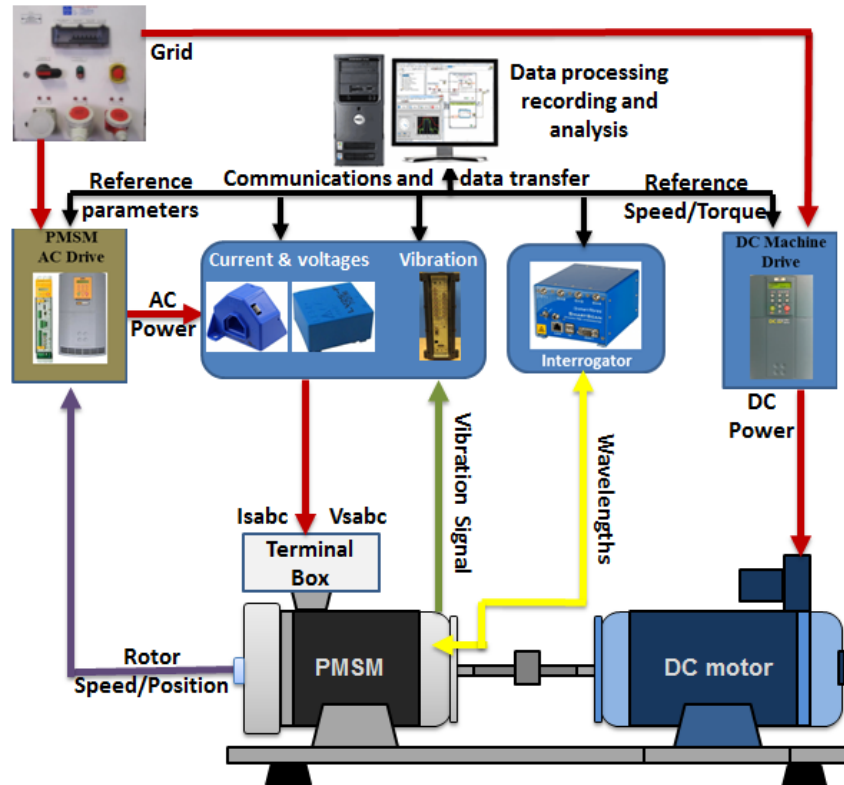 Grid
Data processing
recording and
analysis
Communications and data transfer
Reference
parameters
Reference
Speed/Torque
PMSM
AC Drive
Current & voltages
Vibration
DC Machine
Drive
AC
Power
Interrogator
DC
Power
Vibration Signal
Wavelengths
Isabc Vsabc
Terminal
Box
Rotor
Speed/Position
PMSM
DC motor